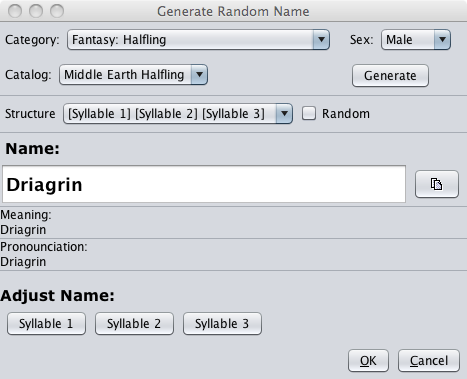 Generate Random Name
Category: Fantasy: Halfling Sex: Male
Catalog: Middle Earth Halfling Generate
Structure [Syllable 1] [Syllable 2] [Syllable 3] Random
Name:
Driagrin
Meaning:
Driagrin
Pronounciation:
Driagrin
Adjust Name:
Syllable 1 Syllable 2 Syllable 3
OK Cancel